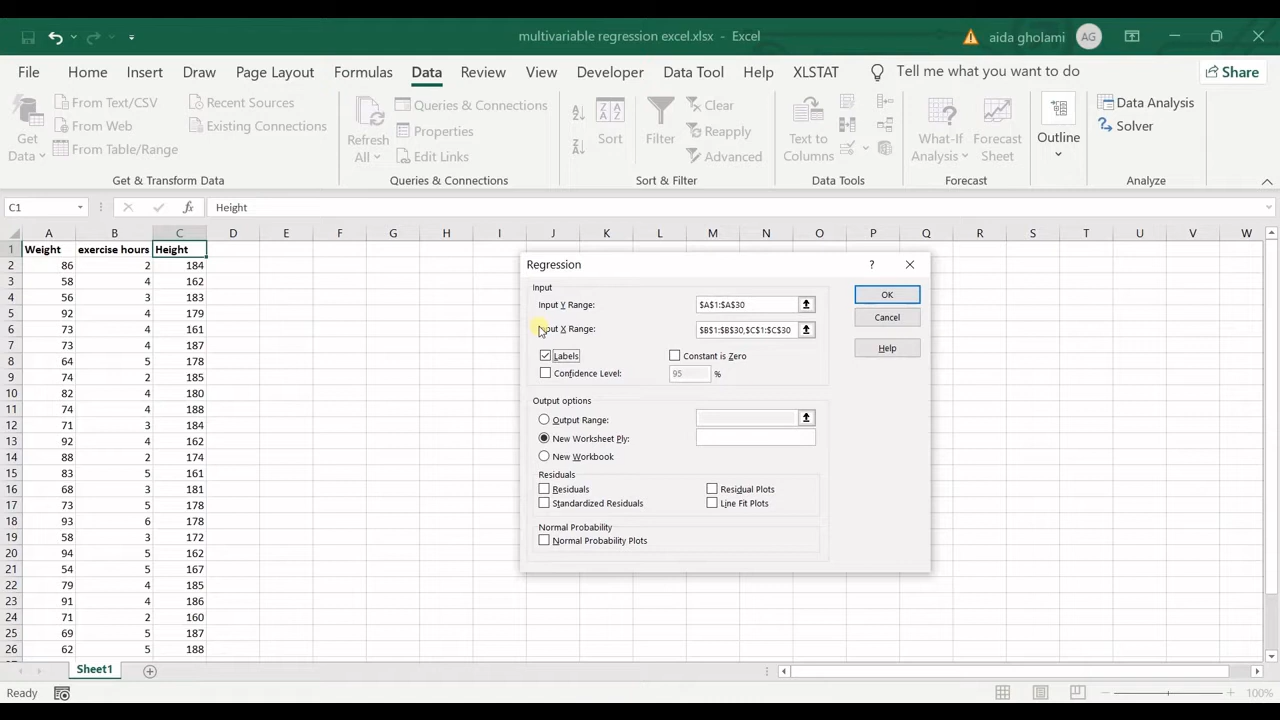 multivariable regression excel.xlsx - Excel
aida gholami AG
File Home Insert Draw Page Layout Formulas Data Review View Developer Data Tool Help XLSTAT Tell me what you want to do Share
Get Data
From Text/CSV
From Web
From Table/Range
Recent Sources
Existing Connections
Get & Transform Data
Refresh All
Queries & Connections
Properties
Edit Links
Queries & Connections
Sort
Filter
Clear
Reapply
Advanced
Sort & Filter
Text to Columns
Data Tools
What-If Analysis
Forecast Sheet
Forecast
Outline
Data Analysis
Solver
Analyze
C1 fx Height
A B C D E F G H I J K L M N O P Q R S T U V W
1 Weight exercise hours Height
2 86 2 184
3 58 4 162
4 56 3 183
5 92 4 179
6 73 4 161
7 73 4 187
8 64 5 178
9 74 2 185
10 82 4 180
11 74 4 188
12 71 3 184
13 92 4 162
14 88 2 174
15 83 5 161
16 68 3 181
17 73 5 178
18 93 6 178
19 58 3 172
20 94 5 162
21 54 5 167
22 79 4 185
23 91 4 186
24 71 2 160
25 69 5 187
26 62 5 188
Regression ?
Input
Input Y Range: $A$1:$A$30
Input X Range: $B$1:$B$30,$C$1:$C$30
Labels Constant is Zero
Confidence Level: 95 %
OK
Cancel
Help
Output options
Output Range:
New Worksheet Ply:
New Workbook
Residuals
Residuals Residual Plots
Standardized Residuals Line Fit Plots
Normal Probability
Normal Probability Plots
Sheet1
Ready 100%